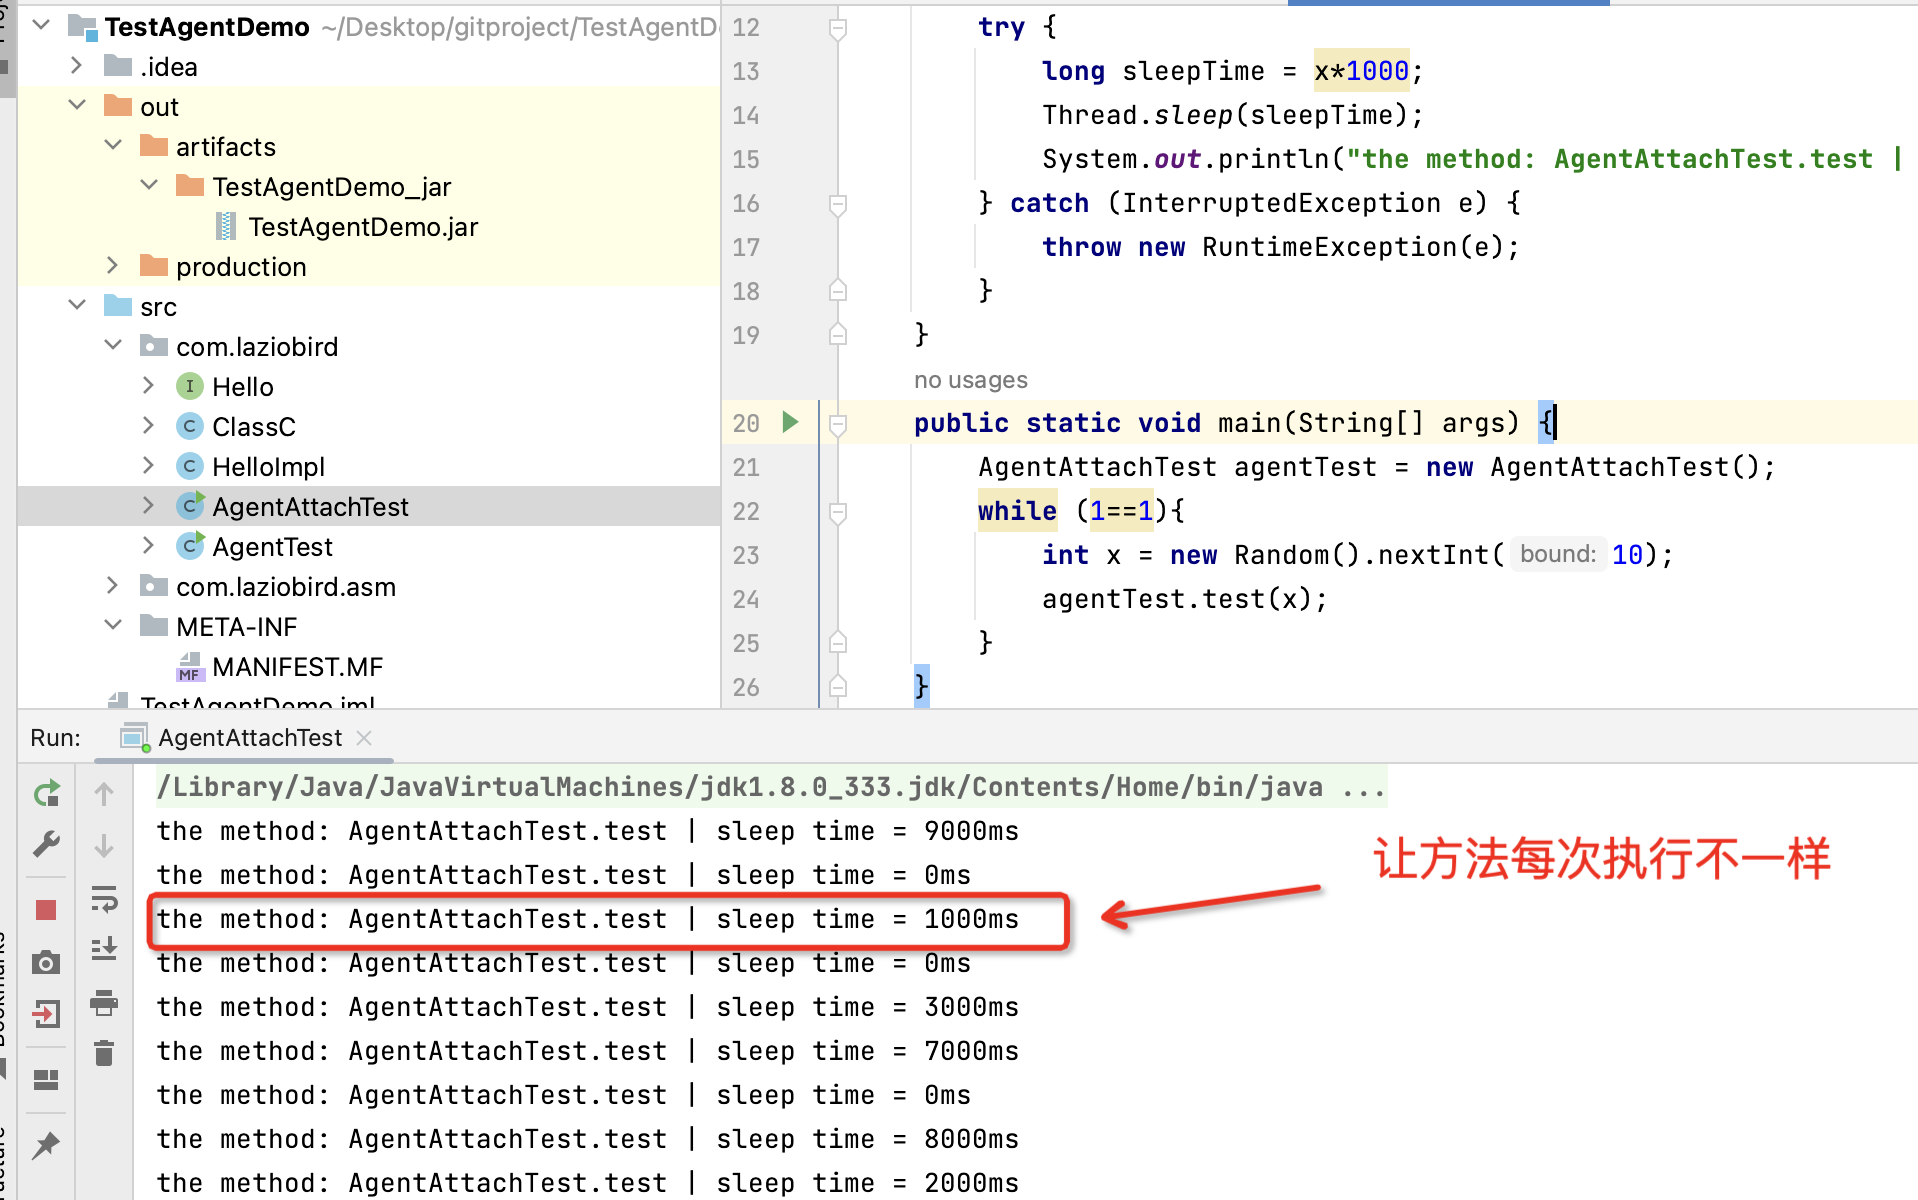 TestAgentDemo ~/Desktop/gitproject/TestAgentD
.idea
out
artifacts
TestAgentDemo_jar
TestAgentDemo.jar
production
src
com.laziobird
Hello
ClassC
HelloImpl
AgentAttachTest
AgentTest
com.laziobird.asm
META-INF
MANIFEST.MF
TestAgentDemo.iml
12 try {
13 long sleepTime = x*1000;
14 Thread.sleep(sleepTime);
15 System.out.println("the method: AgentAttachTest.test |
16 } catch (InterruptedException e) {
17 throw new RuntimeException(e);
18 }
19 }
no usages
20 public static void main(String[] args) {
21 AgentAttachTest agentTest = new AgentAttachTest();
22 while (1==1){
23 int x = new Random().nextInt( bound: 10);
24 agentTest.test(x);
25 }
26 }
Run: AgentAttachTest
/Library/Java/JavaVirtualMachines/jdk1.8.0_333.jdk/Contents/Home/bin/java ...
the method: AgentAttachTest.test | sleep time = 9000ms
the method: AgentAttachTest.test | sleep time = 0ms
the method: AgentAttachTest.test | sleep time = 1000ms
the method: AgentAttachTest.test | sleep time = 0ms
the method: AgentAttachTest.test | sleep time = 3000ms
the method: AgentAttachTest.test | sleep time = 7000ms
the method: AgentAttachTest.test | sleep time = 0ms
the method: AgentAttachTest.test | sleep time = 8000ms
the method: AgentAttachTest.test | sleep time = 2000ms
让方法每次执行不一样